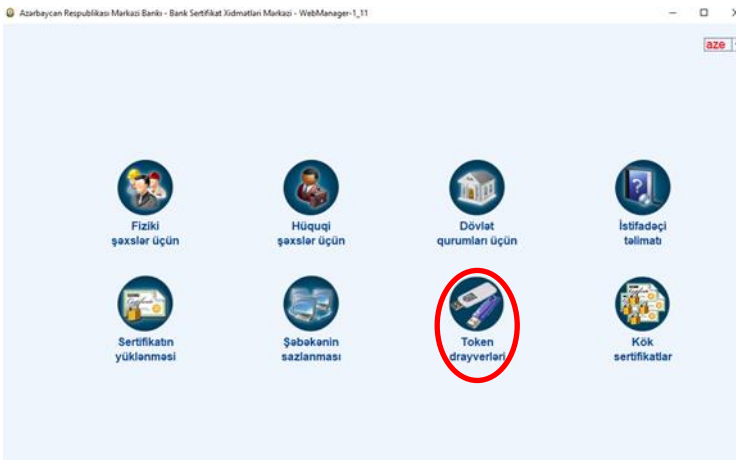 Azərbaycan Respublikası Mərkəzi Bankı - Bank Sertifikat Xidmətləri Mərkəzi - WebManager-1_11
aze
Fiziki
şəxslər üçün
Hüquqi
şəxslər üçün
Dövlət
qurumları üçün
İstifadəçi
təlimatı
Sertifikatın
yüklənməsi
Şəbəkənin
sazlanması
Token
drayverləri
Kök
sertifikatlar